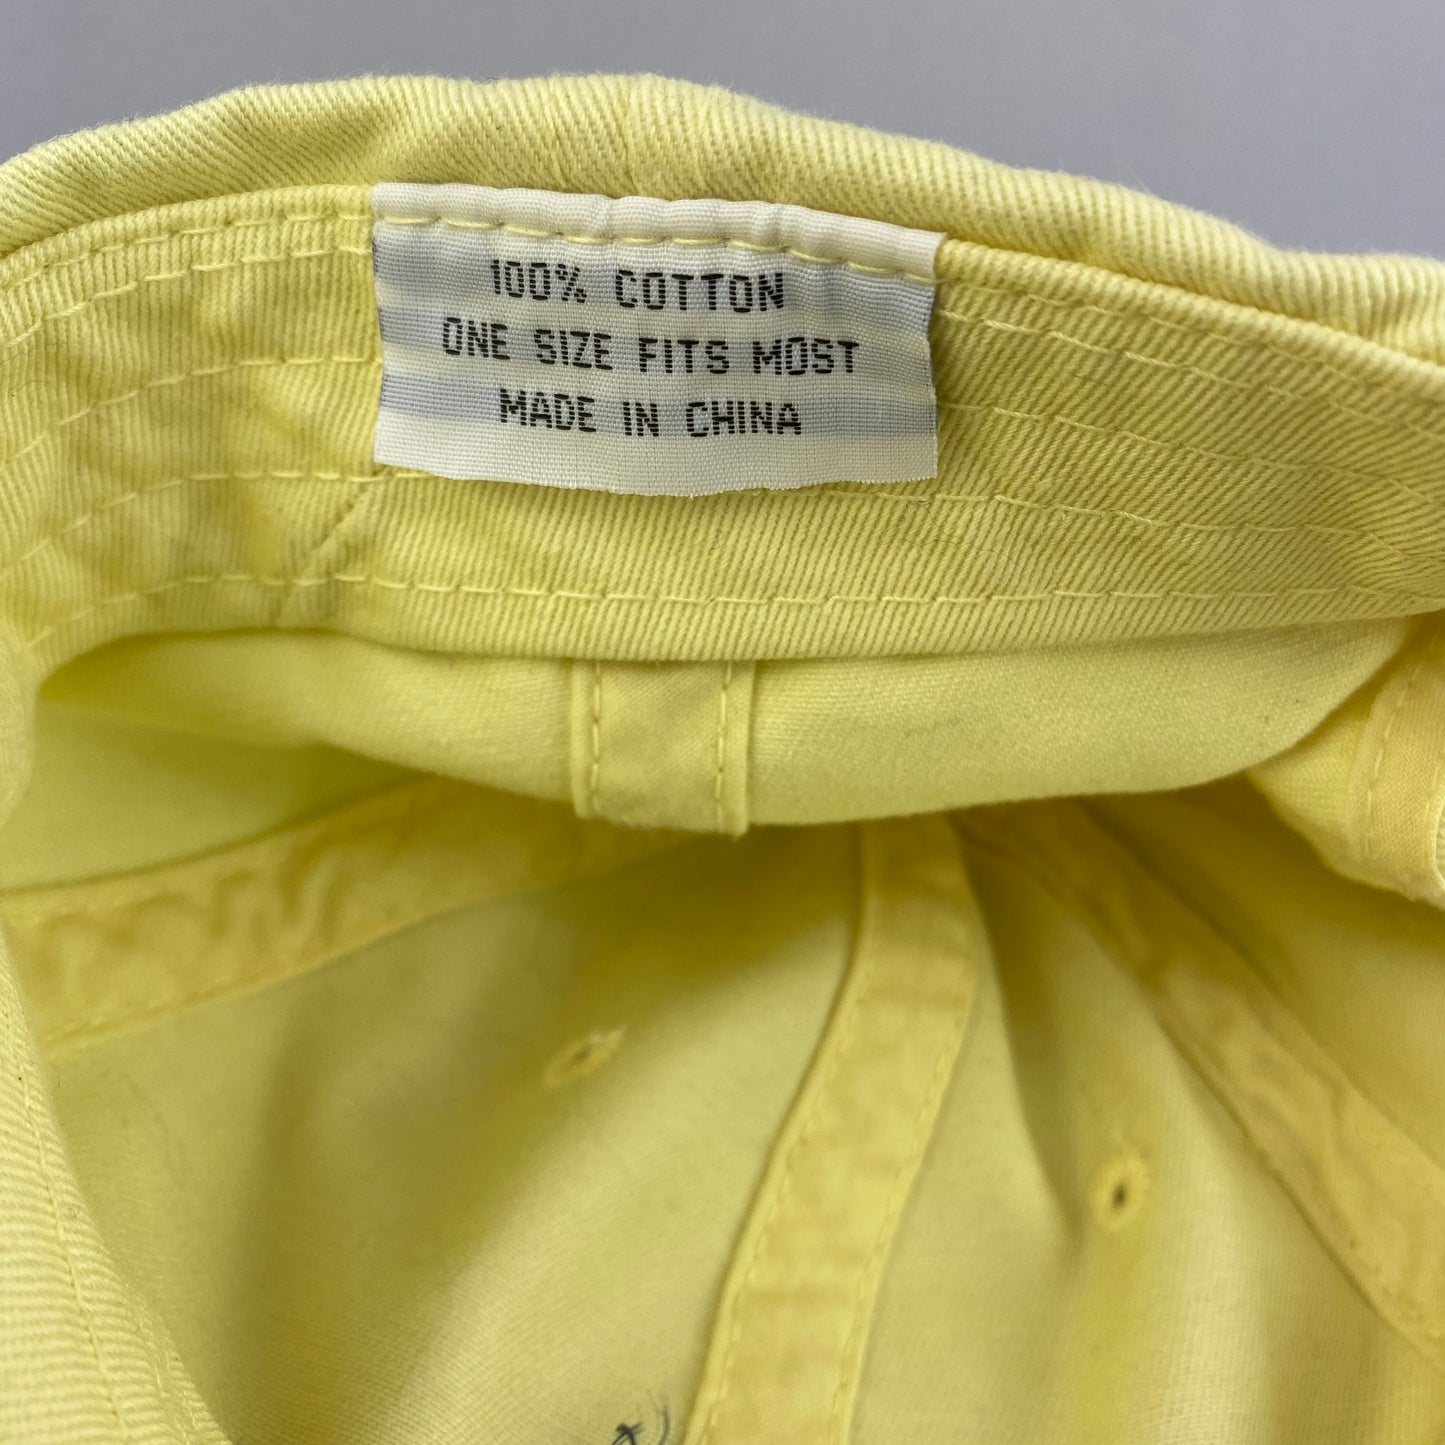 100% COTTON
ONE SIZE FITS MOST
MADE IN CHINA